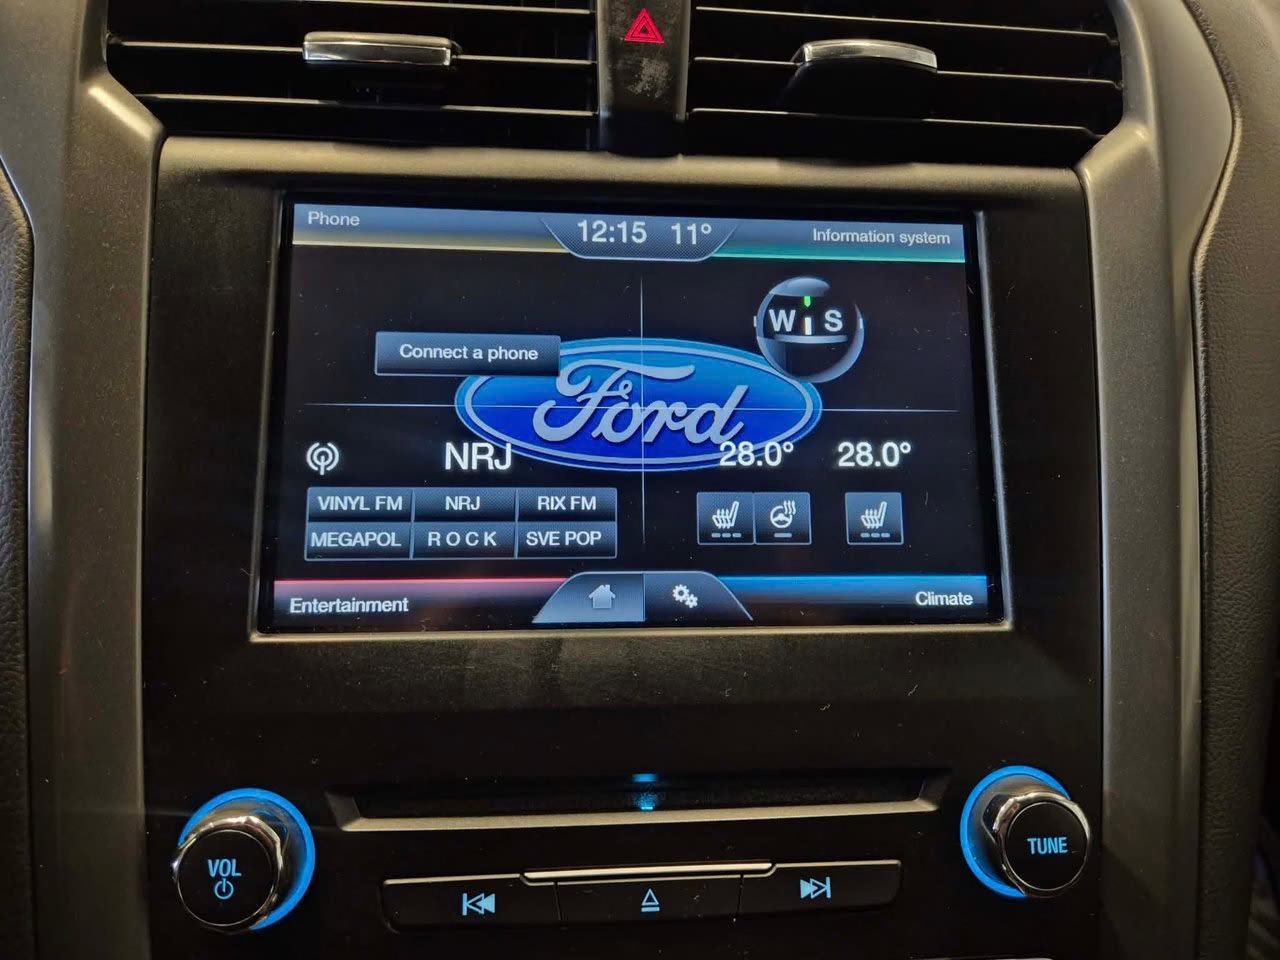 Phone
12:15 11°
Information system
W S
Connect a phone
Ford
NRJ
28.0° 28.0°
VINYL FM NRJ RIX FM
MEGAPOL ROCK SVE POP
Entertainment
Climate
VOL
TUNE